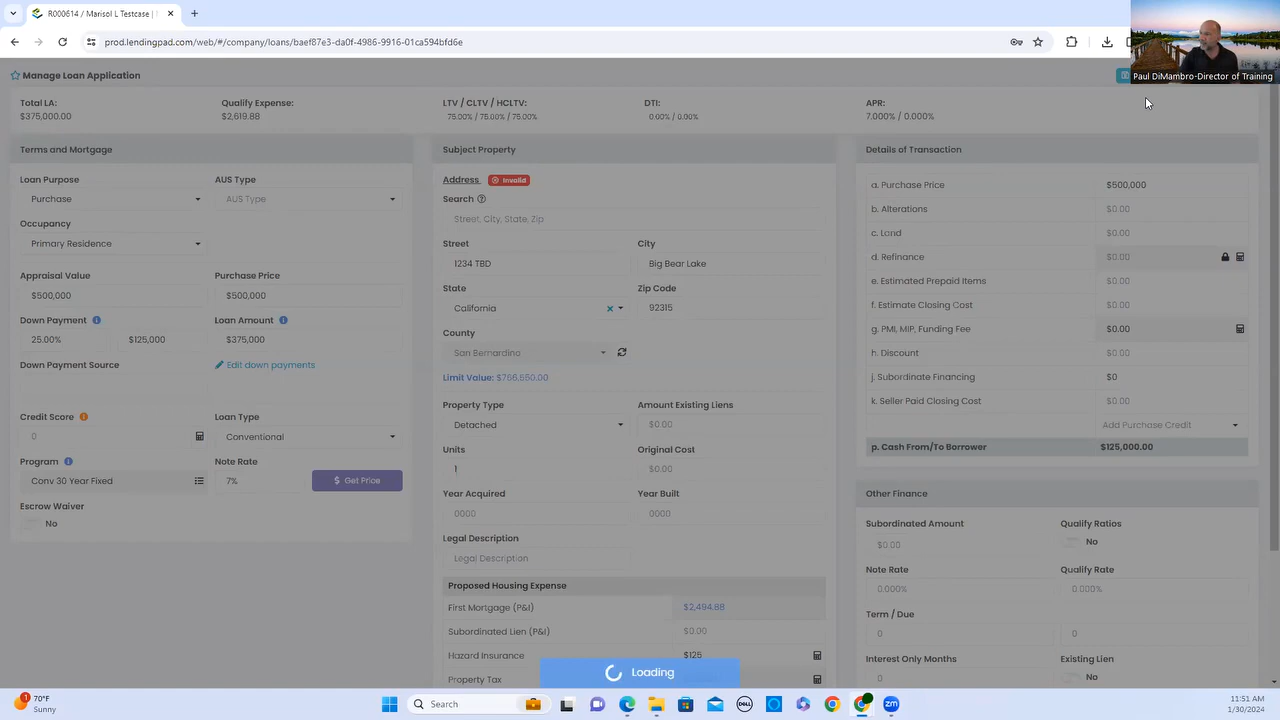 R000614 / Marisol L Testcase
prod.lendingpad.com/web/#/company/loans/baef87e3-da0f-4986-9916-01ca594bfd6e
Paul DiMambro-Director of Training
Manage Loan Application
Total LA:
$375,000.00
Qualify Expense:
$2,619.88
LTV / CLTV / HCLTV:
75.00% / 75.00% / 75.00%
DTI:
0.00% / 0.00%
APR:
7.000% / 0.000%
Terms and Mortgage
Loan Purpose
AUS Type
Purchase
AUS Type
Occupancy
Primary Residence
Appraisal Value
Purchase Price
$500,000
$500,000
Down Payment
Loan Amount
25.00%
$125,000
$375,000
Down Payment Source
Edit down payments
Credit Score
Loan Type
0
Conventional
Program
Note Rate
Conv 30 Year Fixed
7%
$ Get Price
Escrow Waiver
No
Subject Property
Address
Invalid
Search
Street, City, State, Zip
Street
City
1234 TBD
Big Bear Lake
State
Zip Code
California
92315
County
San Bernardino
Limit Value: $766,550.00
Property Type
Amount Existing Liens
Detached
$0.00
Units
Original Cost
1
$0.00
Year Acquired
Year Built
0000
0000
Legal Description
Legal Description
Proposed Housing Expense
First Mortgage (P&I)
$2,494.88
Subordinated Lien (P&I)
$0.00
Hazard Insurance
$125
Property Tax
Details of Transaction
a. Purchase Price
$500,000
b. Alterations
$0.00
c. Land
$0.00
d. Refinance
$0.00
e. Estimated Prepaid Items
$0.00
f. Estimate Closing Cost
$0.00
g. PMI, MIP, Funding Fee
$0.00
h. Discount
$0.00
j. Subordinate Financing
$0
k. Seller Paid Closing Cost
$0.00
Add Purchase Credit
p. Cash From/To Borrower
$125,000.00
Other Finance
Subordinated Amount
Qualify Ratios
$0.00
No
Note Rate
Qualify Rate
0.000%
0.000%
Term / Due
0
0
Interest Only Months
Existing Lien
0
No
Loading
1
70°F
Sunny
Search
DELL
zm
11:51 AM
1/30/2024